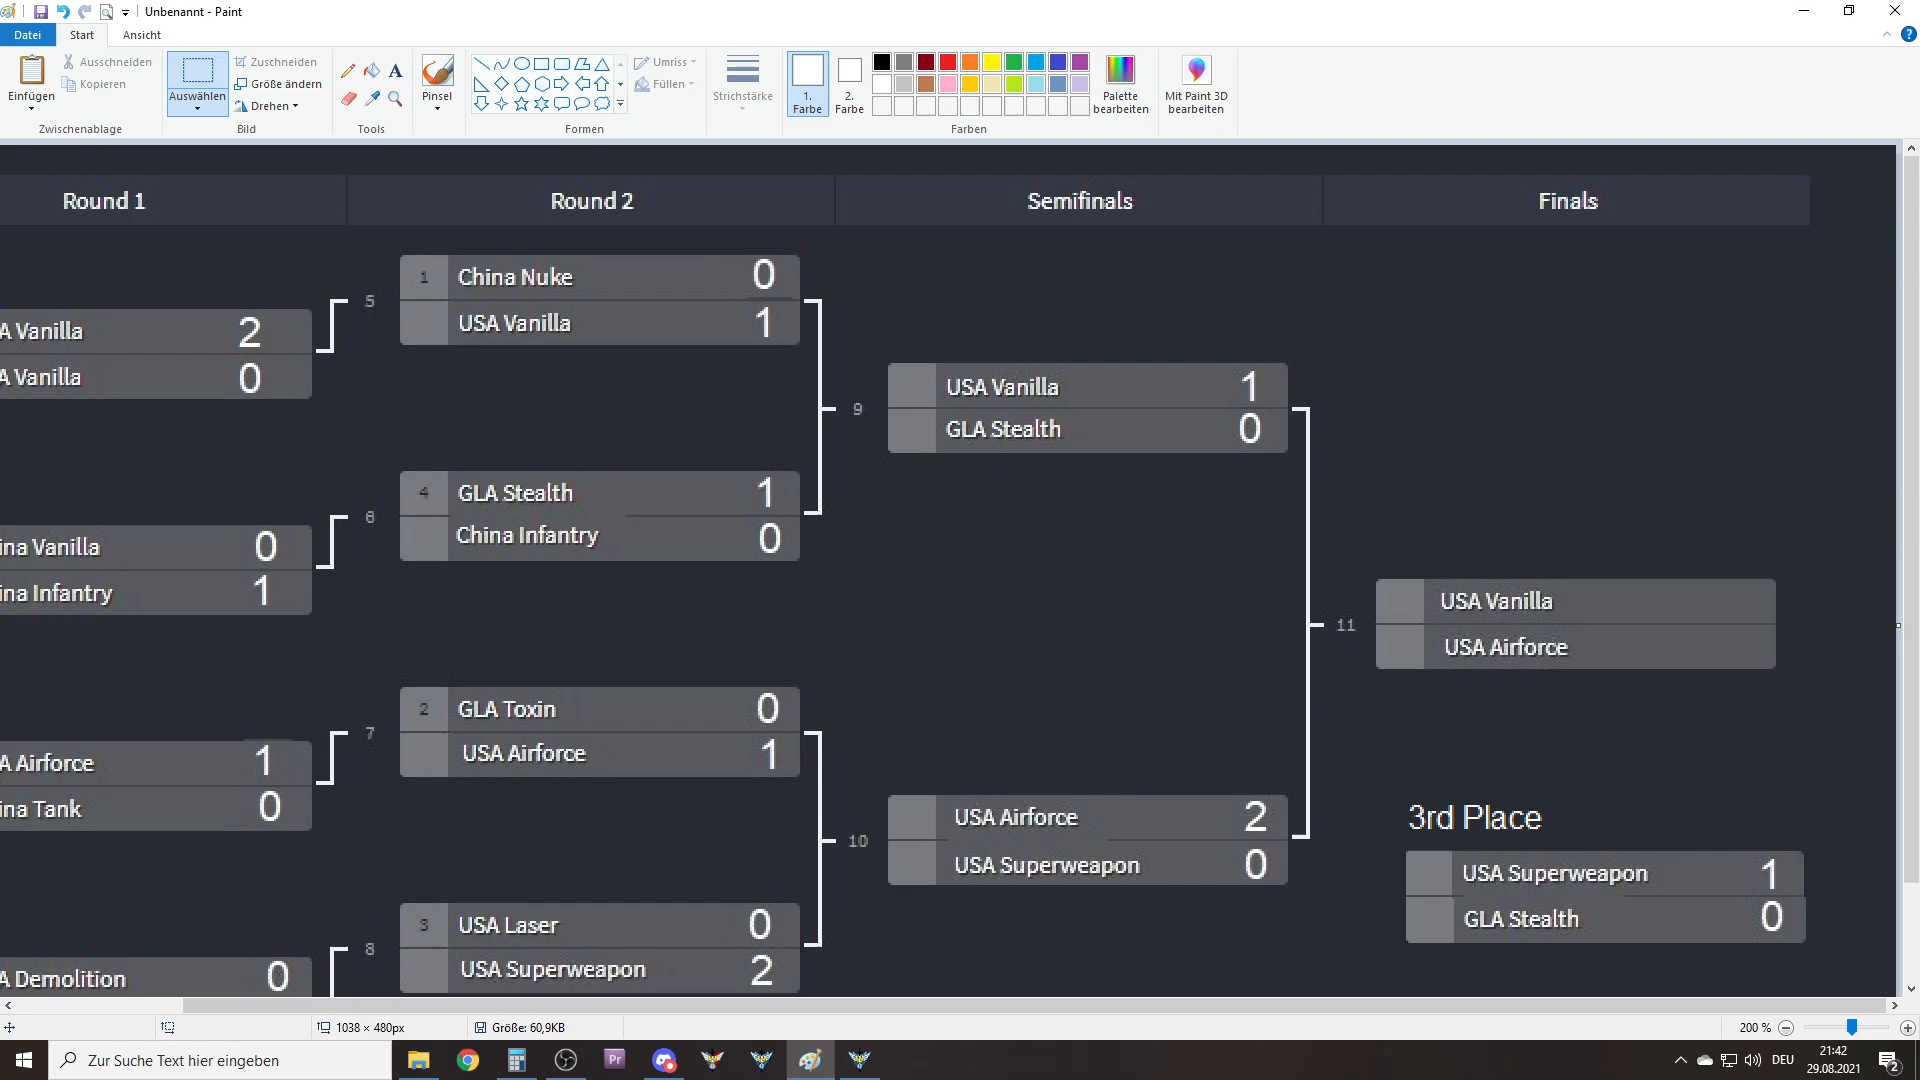 Unbenannt - Paint
Datei Start Ansicht
Einfügen
Ausschneiden
Kopieren
Zwischenablage
Auswählen
Zuschneiden
Größe ändern
Drehen
Bild
A
Tools
Pinsel
Umriss
Füllen
Formen
Strichstärke
1. Farbe
2. Farbe
Palette bearbeiten
Farben
Mit Paint 3D bearbeiten
Round 1 Round 2 Semifinals Finals
A Vanilla 2
A Vanilla 0
ina Vanilla 0
ina Infantry 1
A Airforce 1
ina Tank 0
A Demolition 0
5
1 China Nuke 0
USA Vanilla 1
6
4 GLA Stealth 1
China Infantry 0
7
2 GLA Toxin 0
USA Airforce 1
8
3 USA Laser 0
USA Superweapon 2
9
USA Vanilla 1
GLA Stealth 0
10
USA Airforce 2
USA Superweapon 0
11
USA Vanilla
USA Airforce
3rd Place
USA Superweapon 1
GLA Stealth 0
1038 × 480px
Größe: 60,9KB
200 %
Zur Suche Text hier eingeben
Pr
DEU
21:42
29.08.2021
2